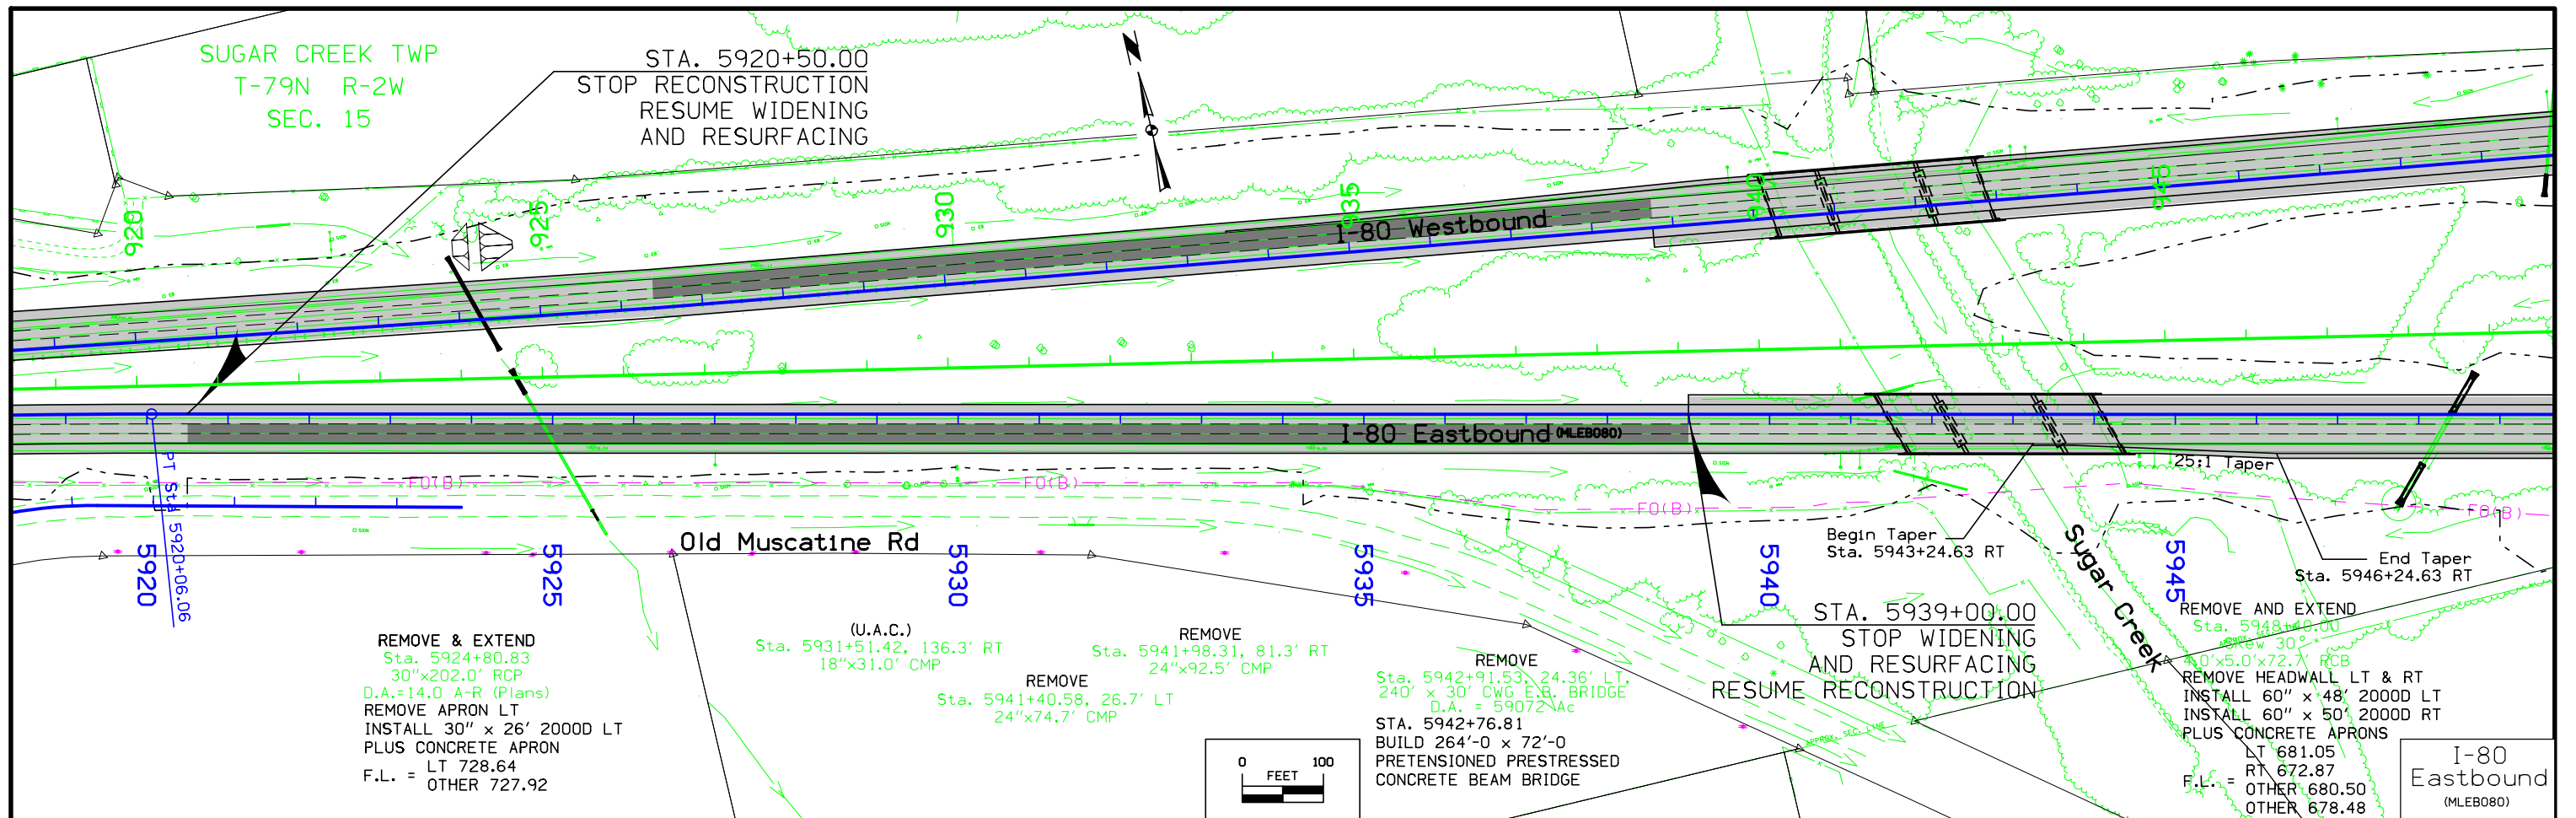 SUGAR CREEK TWP
T-79N R-2W
SEC. 15
STA. 5920+50.00
STOP RECONSTRUCTION
RESUME WIDENING
AND RESURFACING
920
925
930
935
940
945
I-80 Westbound
I-80 Eastbound (MLEB080)
25:1 Taper
FO(B)
FO(B)
FO(B)
FO(B)
PT Sta 5920+06.06
Old Muscatine Rd
Begin Taper
Sta. 5943+24.63 RT
End Taper
Sta. 5946+24.63 RT
Sugar Creek
5920
5925
5930
5935
5940
5945
STA. 5939+00.00
STOP WIDENING
AND RESURFACING
RESUME RECONSTRUCTION
REMOVE & EXTEND
Sta. 5924+80.83
30"x202.0' RCP
D.A.=14.0 A-R (Plans)
REMOVE APRON LT
INSTALL 30" x 26' 2000D LT
PLUS CONCRETE APRON
F.L. = LT 728.64
OTHER 727.92
(U.A.C.)
Sta. 5931+51.42, 136.3' RT
18"x31.0' CMP
REMOVE
Sta. 5941+40.58, 26.7' LT
24"x74.7' CMP
REMOVE
Sta. 5941+98.31, 81.3' RT
24"x92.5' CMP
REMOVE
Sta. 5942+91.53, 24.36' LT,
240' x 30' CWG E.B. BRIDGE
D.A. = 59072 Ac
STA. 5942+76.81
BUILD 264'-0 x 72'-0
PRETENSIONED PRESTRESSED
CONCRETE BEAM BRIDGE
APPROX. SEC. LINE
REMOVE AND EXTEND
Sta. 5948+40.00
Skew 30°
4.0'x5.0'x72.7' RCB
REMOVE HEADWALL LT & RT
INSTALL 60" x 48' 2000D LT
INSTALL 60" x 50' 2000D RT
PLUS CONCRETE APRONS
LT 681.05
F.L. = RT 672.87
OTHER 680.50
OTHER 678.48
0 100
FEET
I-80
Eastbound
(MLEB080)